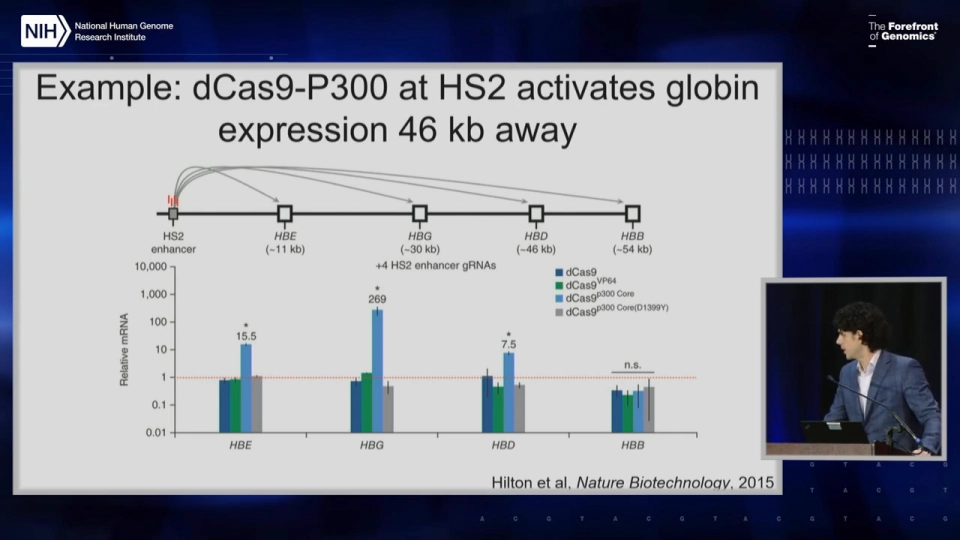 NIH
National Human Genome
Research Institute
The Forefront
of Genomics®
Example: dCas9-P300 at HS2 activates globin
expression 46 kb away
HS2
enhancer
HBE
(~11 kb)
HBG
(~30 kb)
HBD
(~46 kb)
HBB
(~54 kb)
+4 HS2 enhancer gRNAs
dCas9
dCas9VP64
dCas9p300 Core
dCas9p300 Core(D1399Y)
Relative mRNA
10,000
1,000
100
10
1
0.1
0.01
*
15.5
*
269
*
7.5
n.s.
HBE
HBG
HBD
HBB
Hilton et al, Nature Biotechnology, 2015
G T A C G
T A C G T
A C G T A C G T A C G T A C G